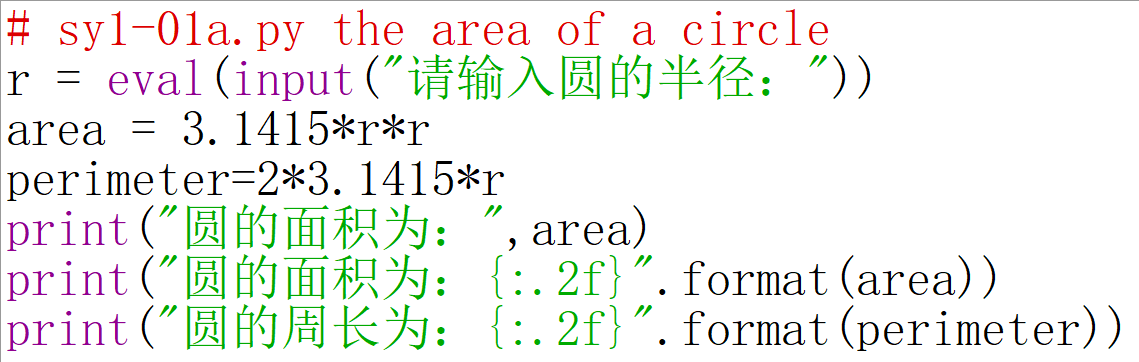 # sy1-01a.py the area of a circle
r = eval(input("请输入圆的半径："))
area = 3.1415*r*r
perimeter=2*3.1415*r
print("圆的面积为：",area)
print("圆的面积为：{:.2f}".format(area))
print("圆的周长为：{:.2f}".format(perimeter))